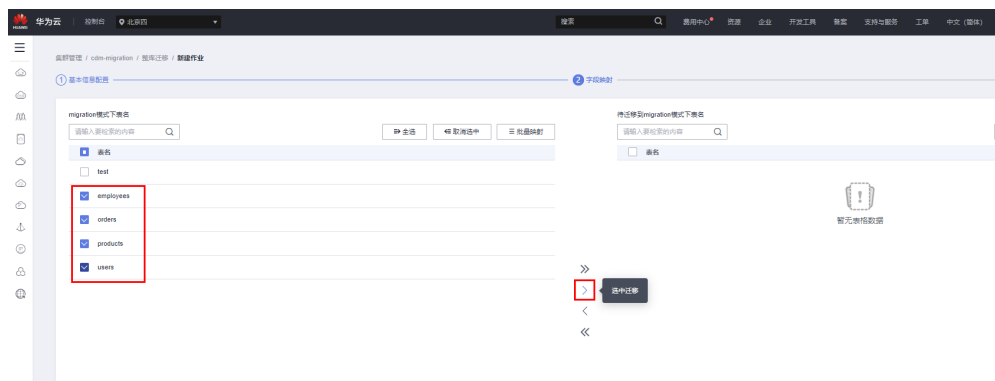 HUAWEI 华为云 控制台 北京四 搜索 费用中心 资源 企业 开发工具 备案 支持与服务 工单 中文 (简体)
集群管理 / cdm-migration / 整库迁移 / 新建作业
1 基本信息配置 2 字段映射
migration模式下表名 待迁移到migration模式下表名
请输入要检索的内容 全选 取消选中 批量映射 请输入要检索的内容
表名 表名
test
employees
orders
暂无表格数据
products
users
选中迁移